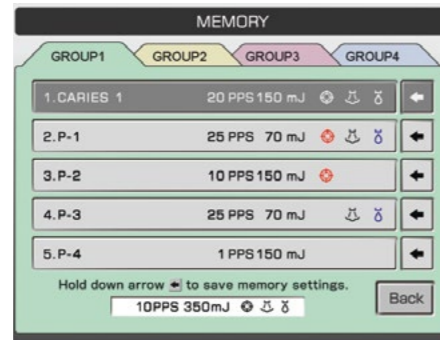 MEMORY
GROUP1 GROUP2 GROUP3 GROUP4
1.CARIES 1 20 PPS 150 mJ
2.P-1 25 PPS 70 mJ
3.P-2 10 PPS 150 mJ
4.P-3 25 PPS 70 mJ
5.P-4 1 PPS 150 mJ
Hold down arrow to save memory settings.
10PPS 350mJ
Back